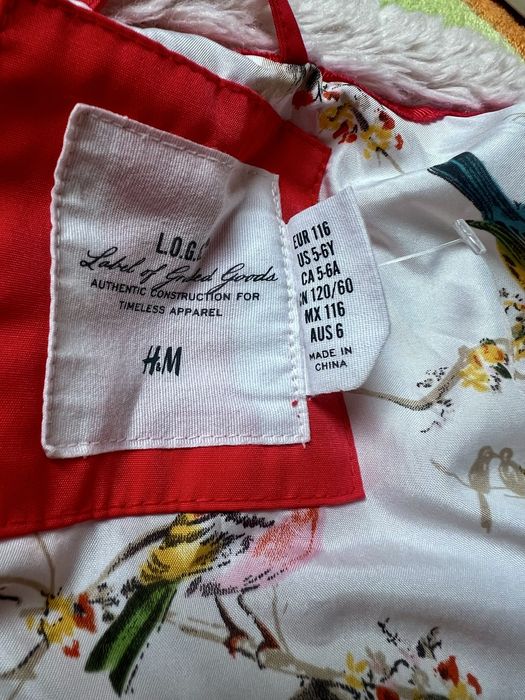 L.O.G.G.
Label of Graded Goods
AUTHENTIC CONSTRUCTION FOR
TIMELESS APPAREL
H&M
EUR 116
US 5-6Y
CA 5-6A
CN 120/60
MX 116
AUS 6
MADE IN
CHINA